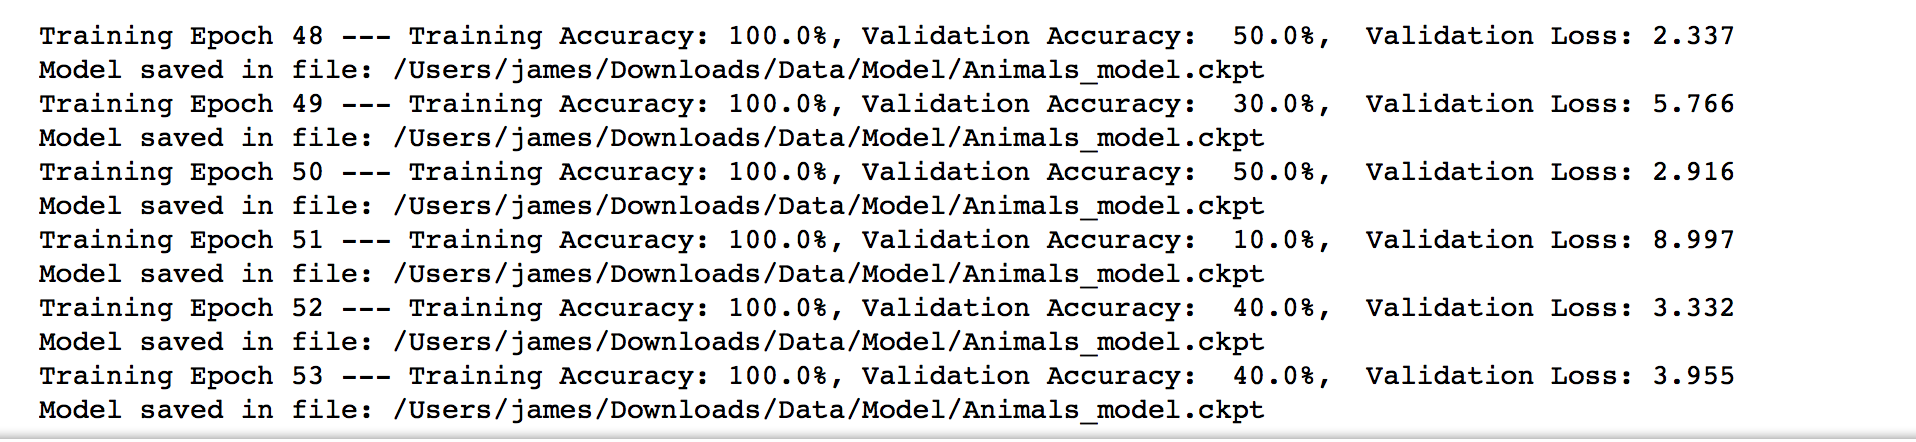 Training Epoch 48 --- Training Accuracy: 100.0%, Validation Accuracy:  50.0%,  Validation Loss: 2.337
Model saved in file: /Users/james/Downloads/Data/Model/Animals_model.ckpt
Training Epoch 49 --- Training Accuracy: 100.0%, Validation Accuracy:  30.0%,  Validation Loss: 5.766
Model saved in file: /Users/james/Downloads/Data/Model/Animals_model.ckpt
Training Epoch 50 --- Training Accuracy: 100.0%, Validation Accuracy:  50.0%,  Validation Loss: 2.916
Model saved in file: /Users/james/Downloads/Data/Model/Animals_model.ckpt
Training Epoch 51 --- Training Accuracy: 100.0%, Validation Accuracy:  10.0%,  Validation Loss: 8.997
Model saved in file: /Users/james/Downloads/Data/Model/Animals_model.ckpt
Training Epoch 52 --- Training Accuracy: 100.0%, Validation Accuracy:  40.0%,  Validation Loss: 3.332
Model saved in file: /Users/james/Downloads/Data/Model/Animals_model.ckpt
Training Epoch 53 --- Training Accuracy: 100.0%, Validation Accuracy:  40.0%,  Validation Loss: 3.955
Model saved in file: /Users/james/Downloads/Data/Model/Animals_model.ckpt